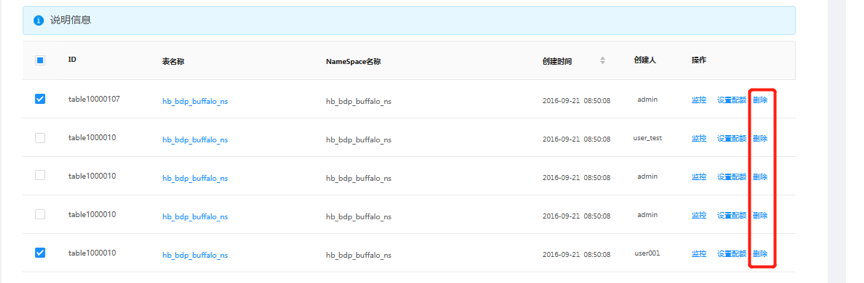 说明信息
ID 表名称 NameSpace名称 创建时间 创建人 操作
table10000107 hb_bdp_buffalo_ns hb_bdp_buffalo_ns 2016-09-21 08:50:08 admin 监控 设置配额 删除
table1000010 hb_bdp_buffalo_ns hb_bdp_buffalo_ns 2016-09-21 08:50:08 user_test 监控 设置配额 删除
table1000010 hb_bdp_buffalo_ns hb_bdp_buffalo_ns 2016-09-21 08:50:08 admin 监控 设置配额 删除
table1000010 hb_bdp_buffalo_ns hb_bdp_buffalo_ns 2016-09-21 08:50:08 admin 监控 设置配额 删除
table1000010 hb_bdp_buffalo_ns hb_bdp_buffalo_ns 2016-09-21 08:50:08 user001 监控 设置配额 删除